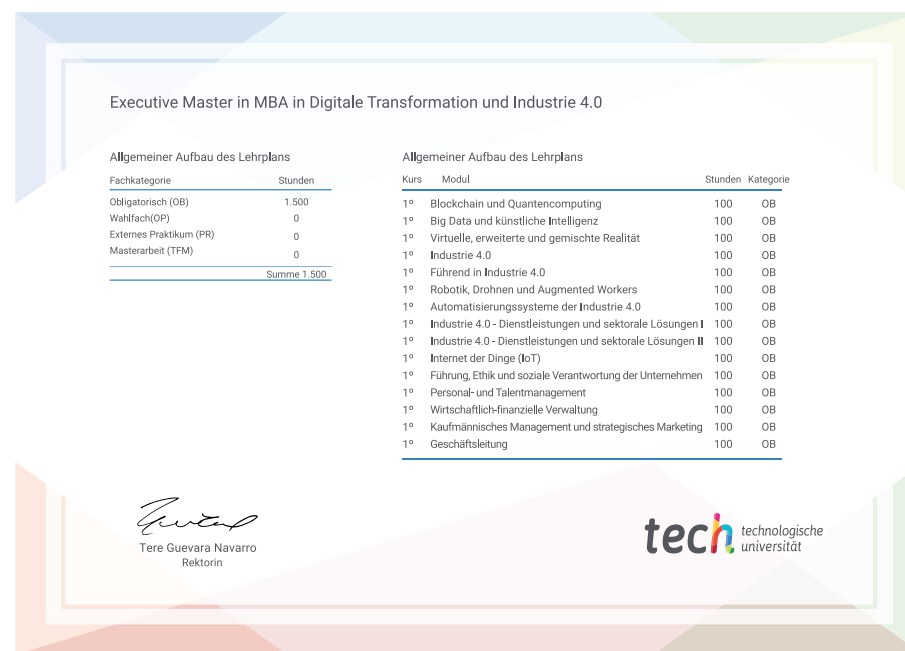 Executive Master in MBA in Digitale Transformation und Industrie 4.0
Allgemeiner Aufbau des Lehrplans
Fachkategorie Stunden
Obligatorisch (OB) 1.500
Wahlfach(OP) 0
Externes Praktikum (PR) 0
Masterarbeit (TFM) 0
Summe 1.500
Allgemeiner Aufbau des Lehrplans
Kurs Modul Stunden Kategorie
1º Blockchain und Quantencomputing 100 OB
1º Big Data und künstliche Intelligenz 100 OB
1º Virtuelle, erweiterte und gemischte Realität 100 OB
1º Industrie 4.0 100 OB
1º Führend in Industrie 4.0 100 OB
1º Robotik, Drohnen und Augmented Workers 100 OB
1º Automatisierungssysteme der Industrie 4.0 100 OB
1º Industrie 4.0 - Dienstleistungen und sektorale Lösungen I 100 OB
1º Industrie 4.0 - Dienstleistungen und sektorale Lösungen II 100 OB
1º Internet der Dinge (IoT) 100 OB
1º Führung, Ethik und soziale Verantwortung der Unternehmen 100 OB
1º Personal- und Talentmanagement 100 OB
1º Wirtschaftlich-finanzielle Verwaltung 100 OB
1º Kaufmännisches Management und strategisches Marketing 100 OB
1º Geschäftsleitung 100 OB
Tere Guevara Navarro
Rektorin
tech technologische
universität